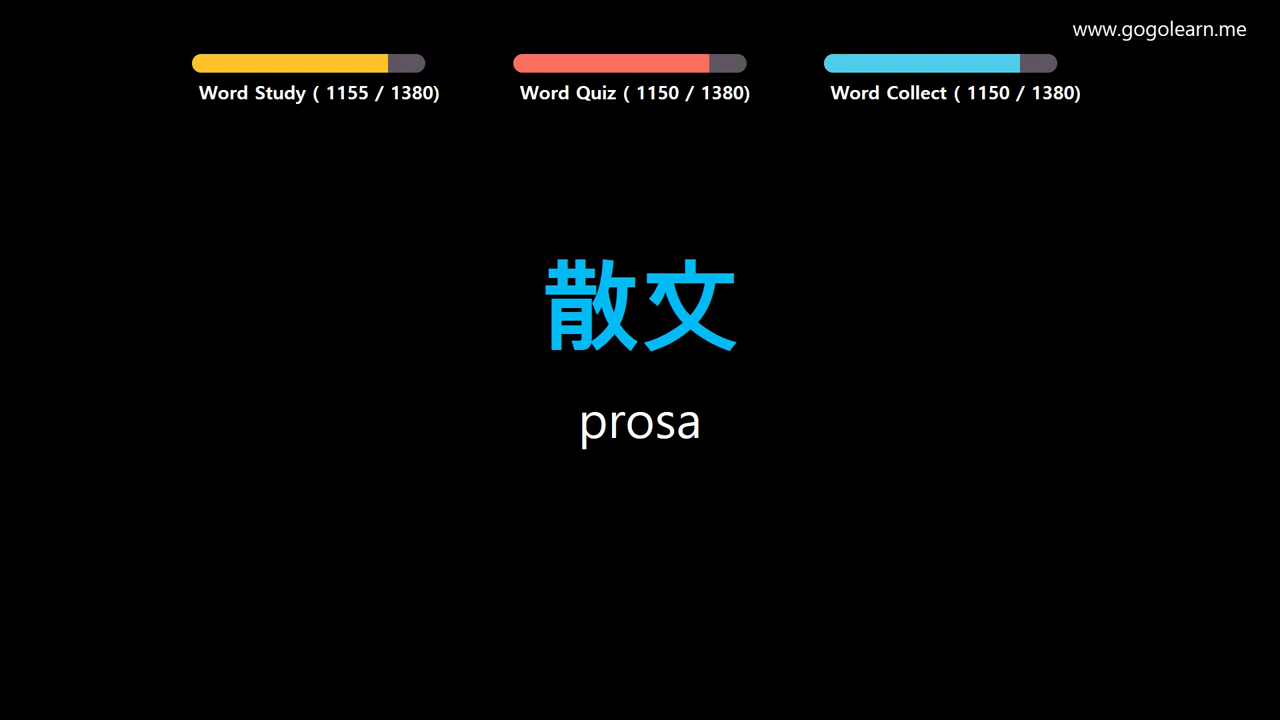 www.gogolearn.me
Word Study ( 1155 / 1380)
Word Quiz ( 1150 / 1380)
Word Collect ( 1150 / 1380)
散文
prosa